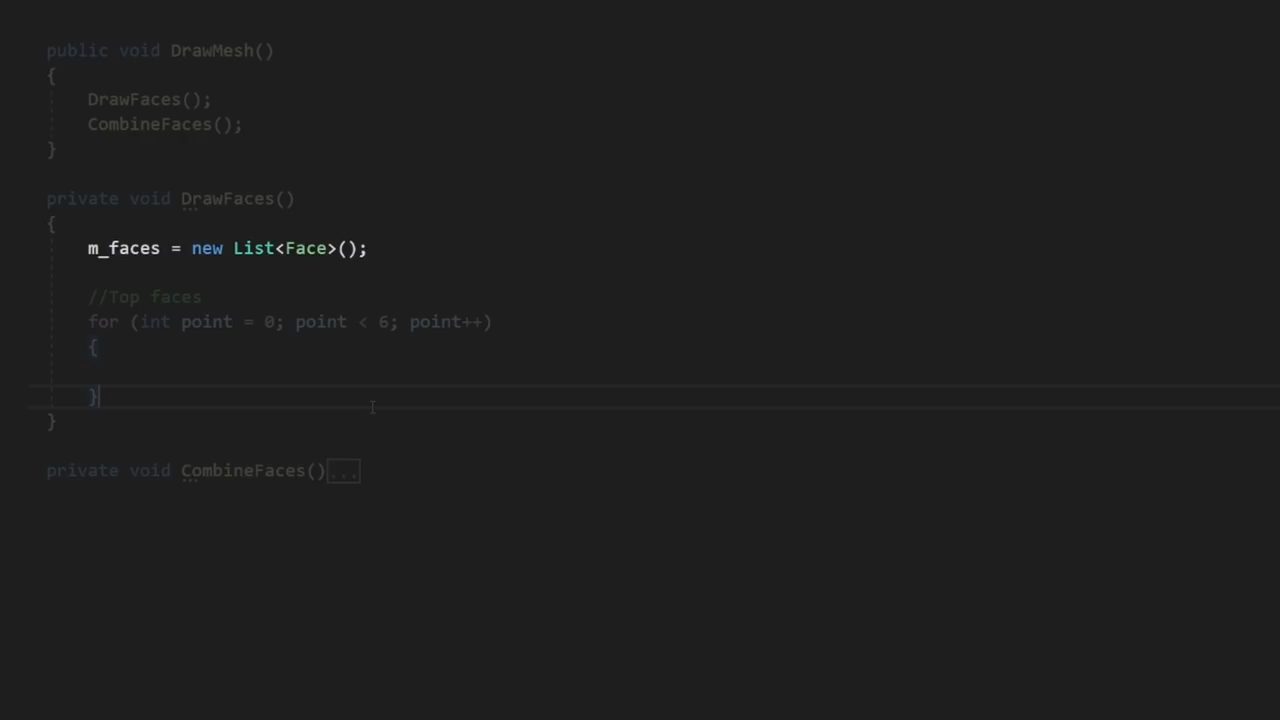 public void DrawMesh()
{
    DrawFaces();
    CombineFaces();
}
private void DrawFaces()
{
    m_faces = new List<Face>();
    //Top faces
    for (int point = 0; point < 6; point++)
    {
    }
}
private void CombineFaces()...